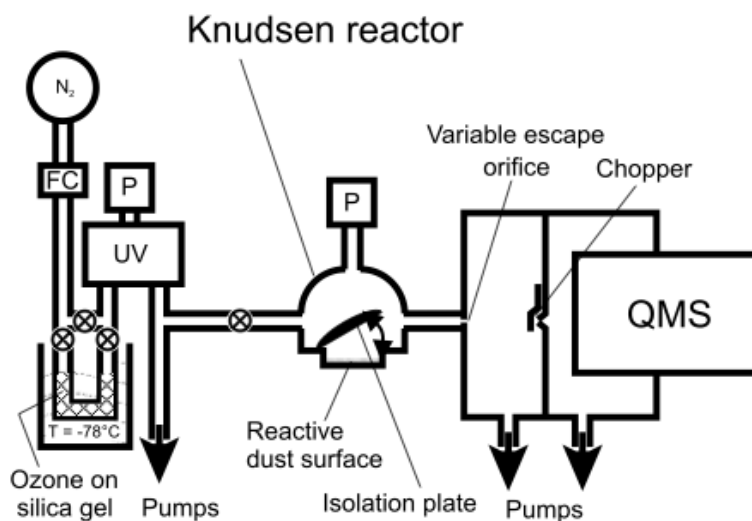 Knudsen reactor
N₂
Variable escape
orifice
Chopper
FC
P
P
UV
QMS
T = -78°C
Reactive
dust surface
Ozone on
silica gel
Pumps
Isolation plate
Pumps